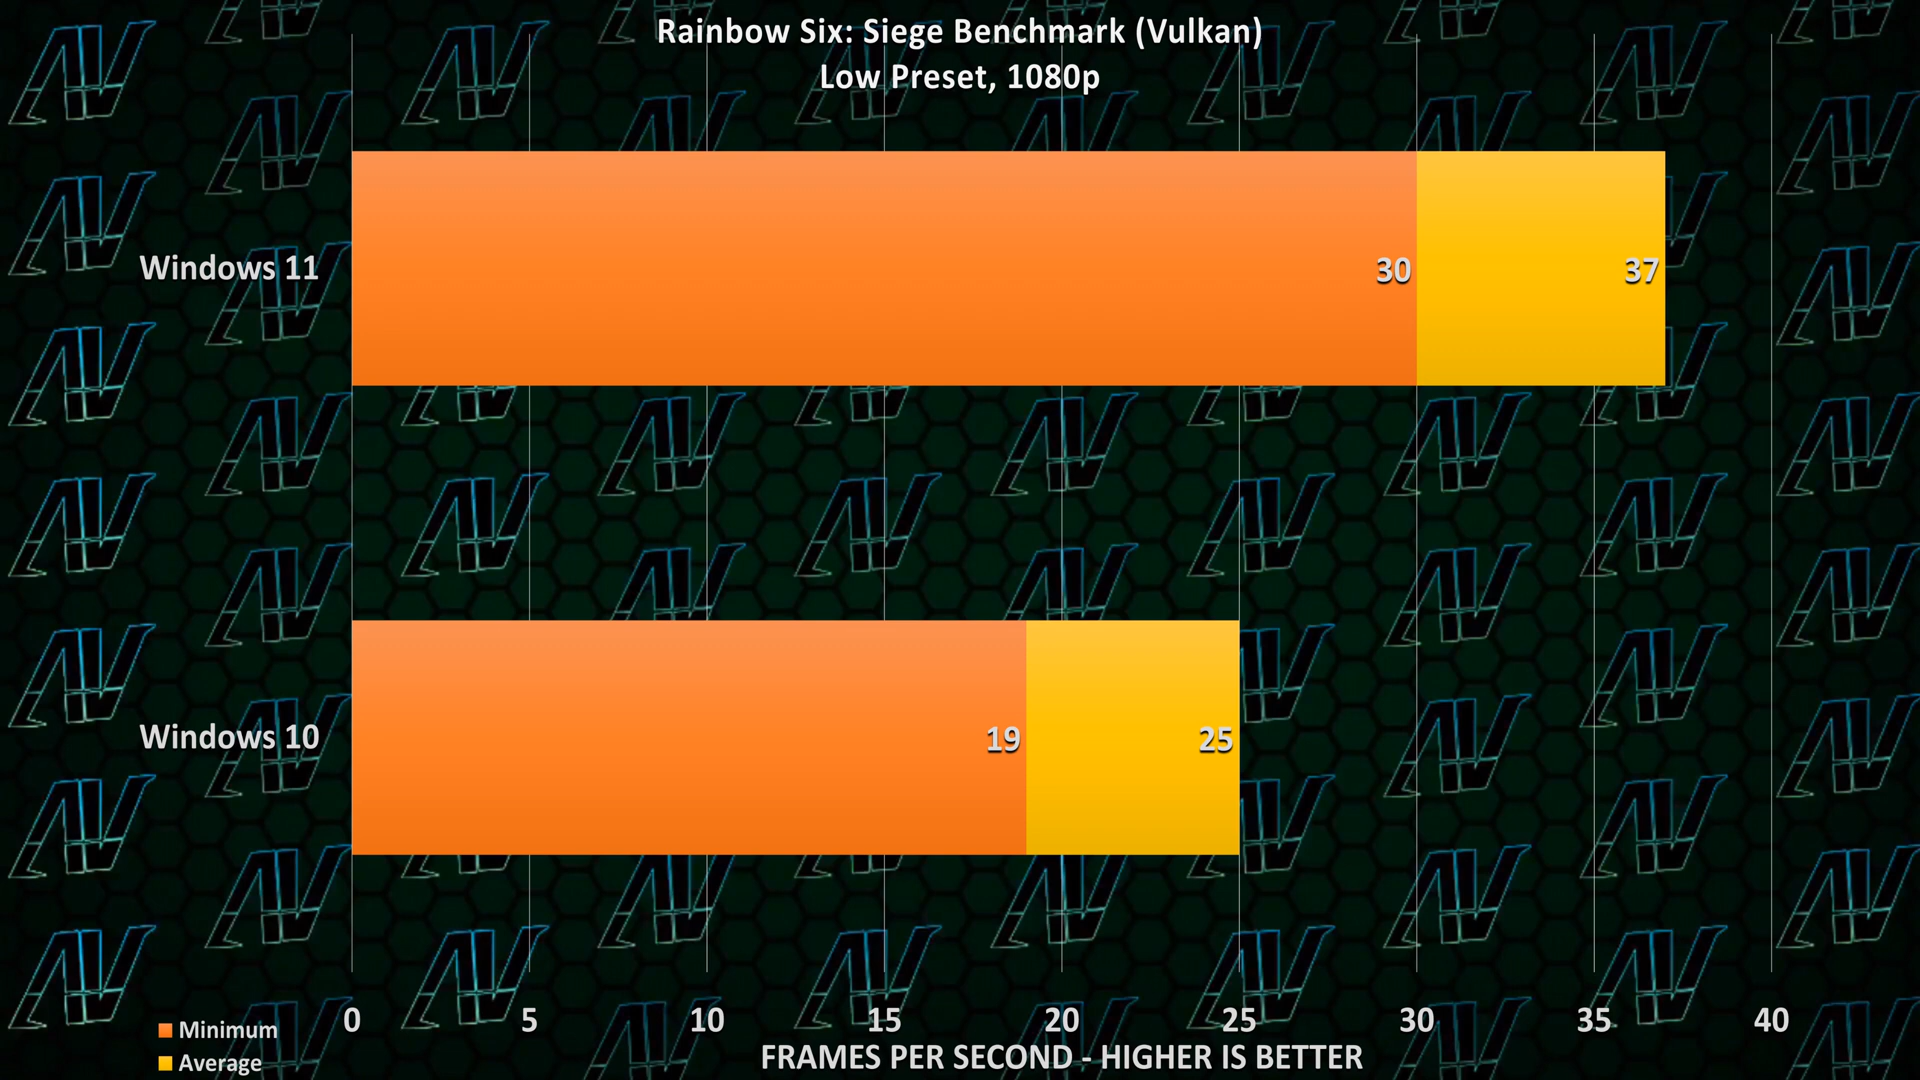 Rainbow Six: Siege Benchmark (Vulkan)
Low Preset, 1080p
Windows 11
30
37
Windows 10
19
25
0 5 10 15 20 25 30 35 40
FRAMES PER SECOND - HIGHER IS BETTER
Minimum
Average